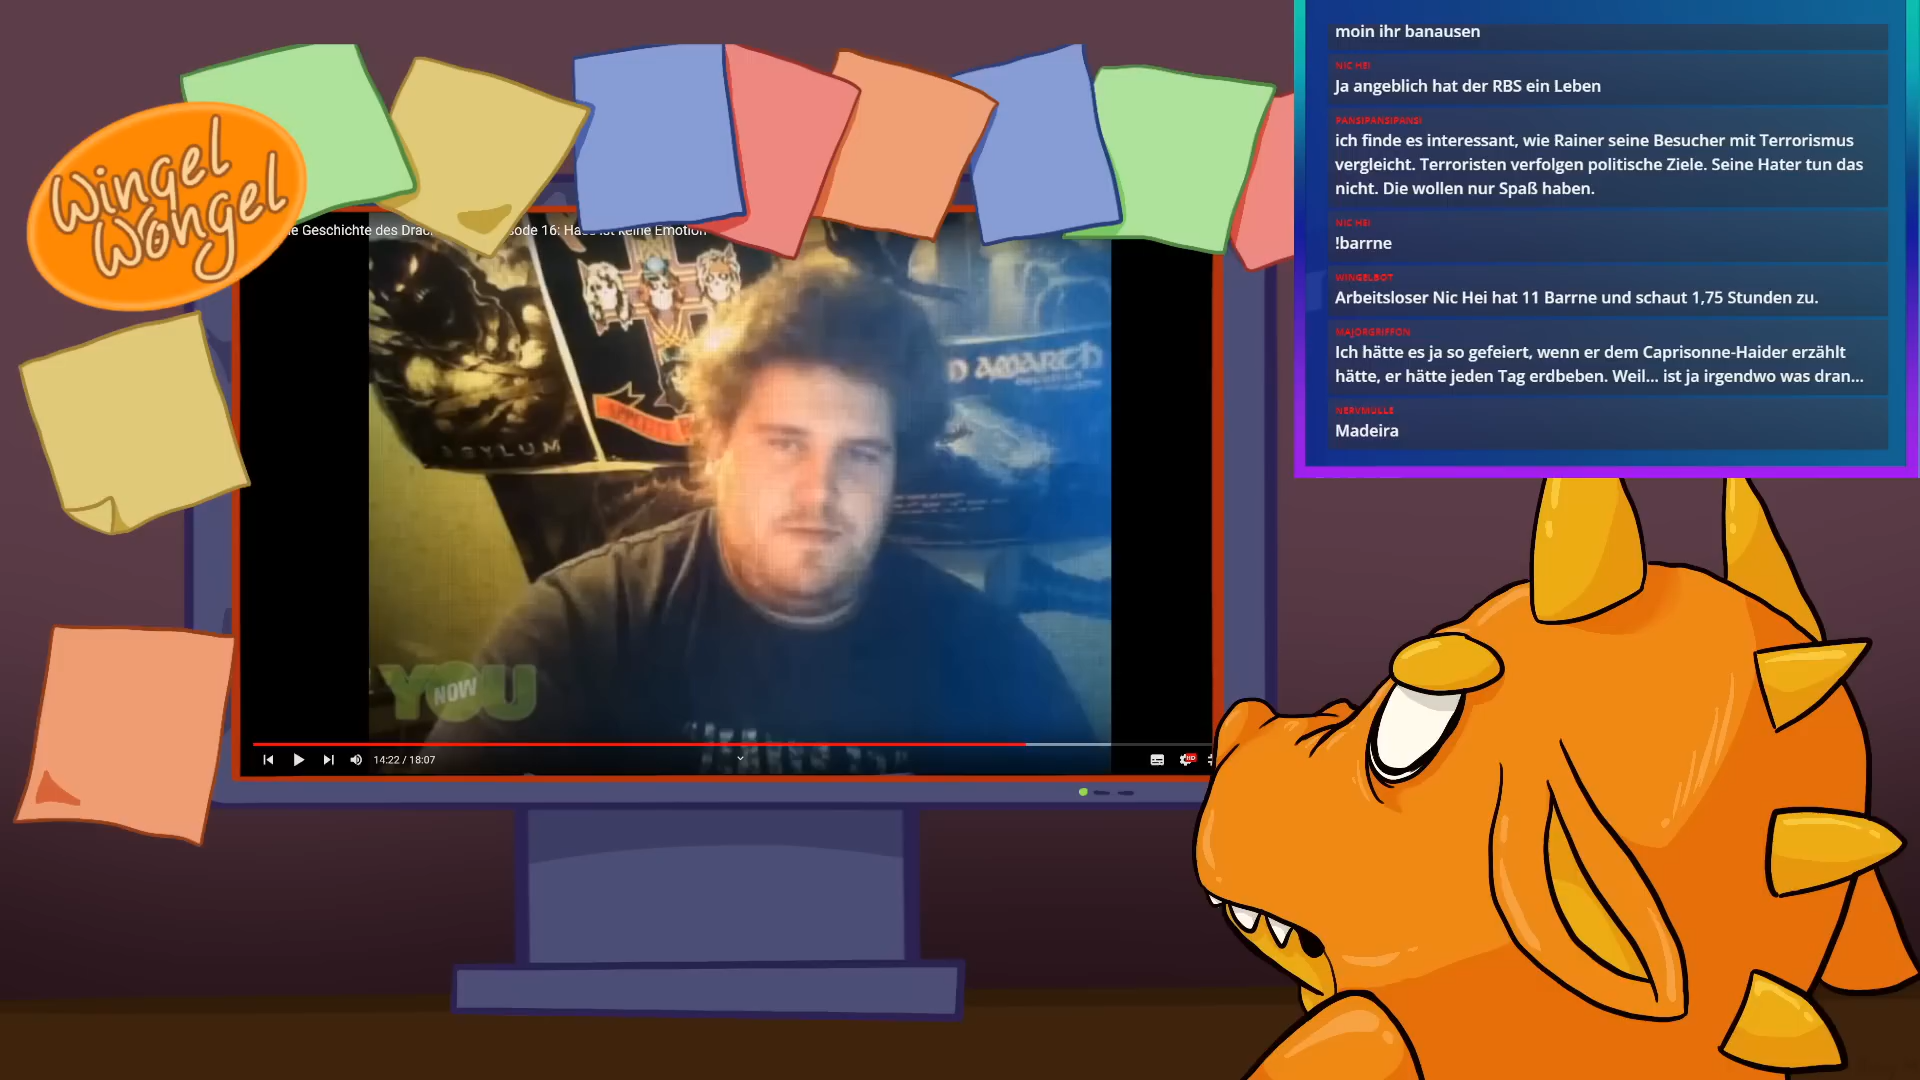 moin ihr banausen
NIC HEI
Ja angeblich hat der RBS ein Leben
PANSIPANSIPANSI
ich finde es interessant, wie Rainer seine Besucher mit Terrorismus
vergleicht. Terroristen verfolgen politische Ziele. Seine Hater tun das
nicht. Die wollen nur Spaß haben.
NIC HEI
!barrne
WINGELBOT
Arbeitsloser Nic Hei hat 11 Barrne und schaut 1,75 Stunden zu.
MAJORGRIFFON
Ich hätte es ja so gefeiert, wenn er dem Caprisonne-Haider erzählt
hätte, er hätte jeden Tag erdbeben. Weil... ist ja irgendwo was dran...
NERVMULLE
Madeira
Wingel
Wongel
Geschichte des Episode 16: ist keine Emotion
ASYLUM
AMARTH
YOU
NOW
14:22 / 18:07
HD